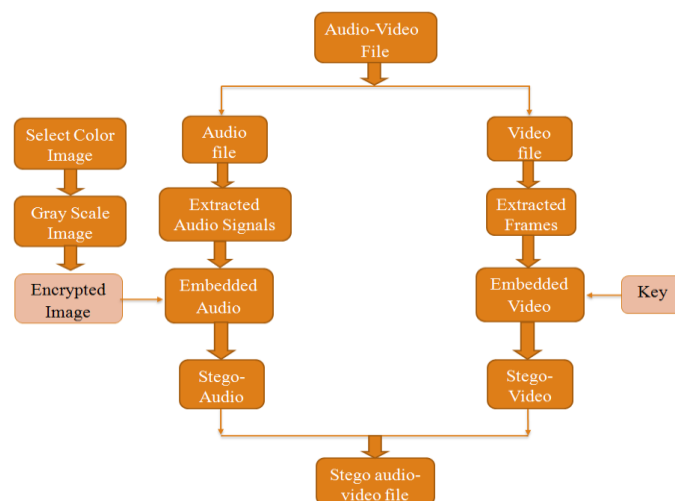 Audio-Video
File
Select Color
Image
Audio
file
Video
file
Gray Scale
Image
Extracted
Audio Signals
Extracted
Frames
Encrypted
Image
Embedded
Audio
Embedded
Video
Key
Stego-
Audio
Stego-
Video
Stego audio-
video file